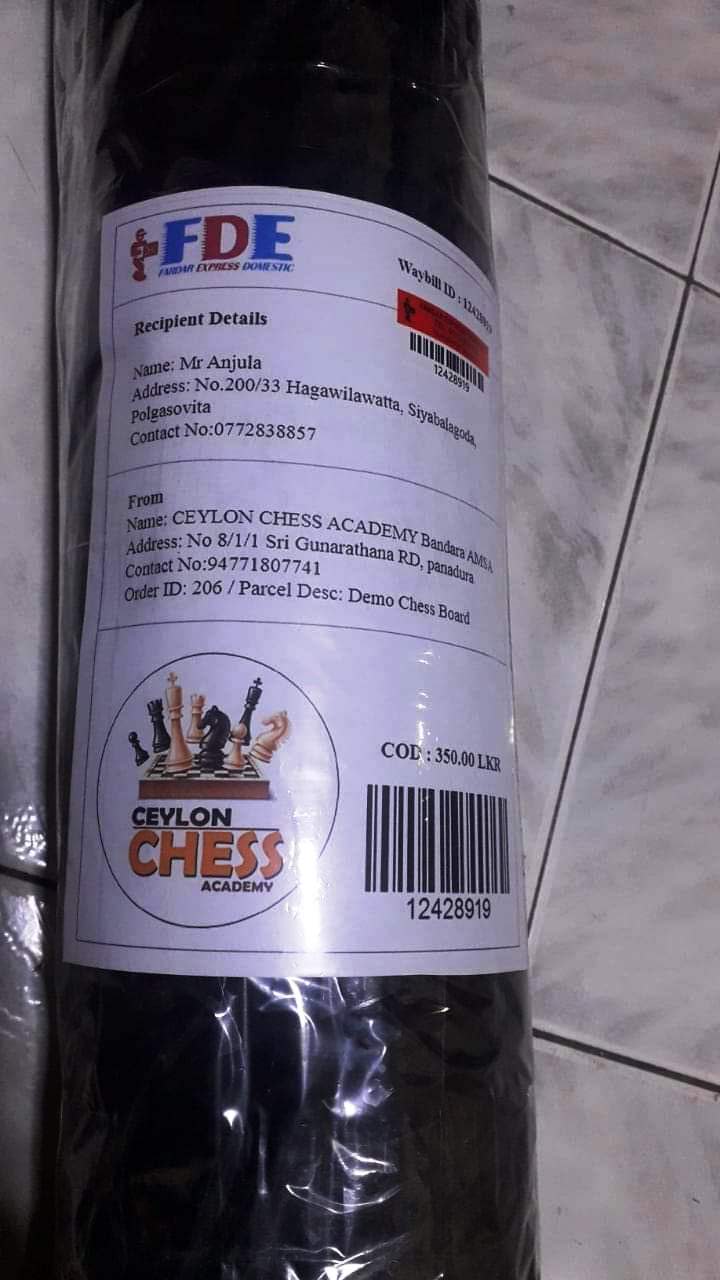 FDE
FARDAR EXPRESS DOMESTIC
Waybill ID : 12428919
12428919
Recipient Details
Name: Mr Anjula
Address: No.200/33 Hagawilawatta, Siyabalagoda,
Polgasovita
Contact No:0772838857
From
Name: CEYLON CHESS ACADEMY Bandara AMSA
Address: No 8/1/1 Sri Gunarathana RD, panadura
Contact No:94771807741
Order ID: 206 / Parcel Desc: Demo Chess Board
CEYLON
CHESS
ACADEMY
COD : 350.00 LKR
12428919